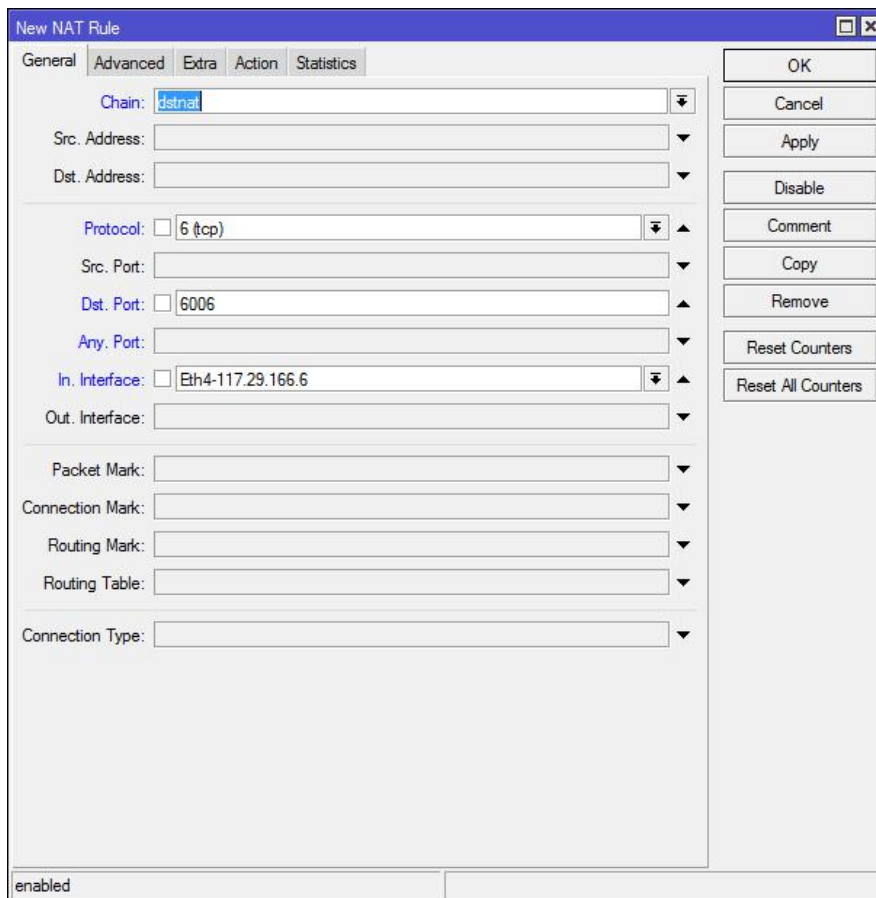 New NAT Rule
General Advanced Extra Action Statistics
Chain: dstnat
Src. Address:
Dst. Address:
Protocol: 6 (tcp)
Src. Port:
Dst. Port: 6006
Any. Port:
In. Interface: Eth4-117.29.166.6
Out. Interface:
Packet Mark:
Connection Mark:
Routing Mark:
Routing Table:
Connection Type:
OK
Cancel
Apply
Disable
Comment
Copy
Remove
Reset Counters
Reset All Counters
enabled